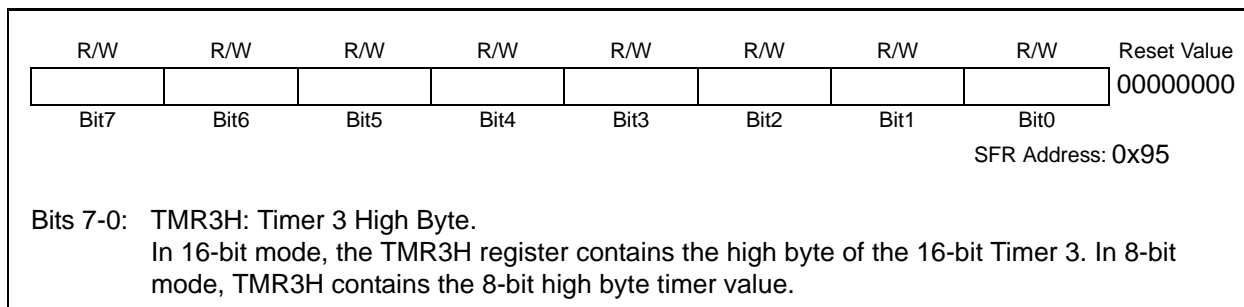 R/W R/W R/W R/W R/W R/W R/W R/W Reset Value
00000000
Bit7 Bit6 Bit5 Bit4 Bit3 Bit2 Bit1 Bit0
SFR Address: 0x95
Bits 7-0: TMR3H: Timer 3 High Byte.
In 16-bit mode, the TMR3H register contains the high byte of the 16-bit Timer 3. In 8-bit
mode, TMR3H contains the 8-bit high byte timer value.